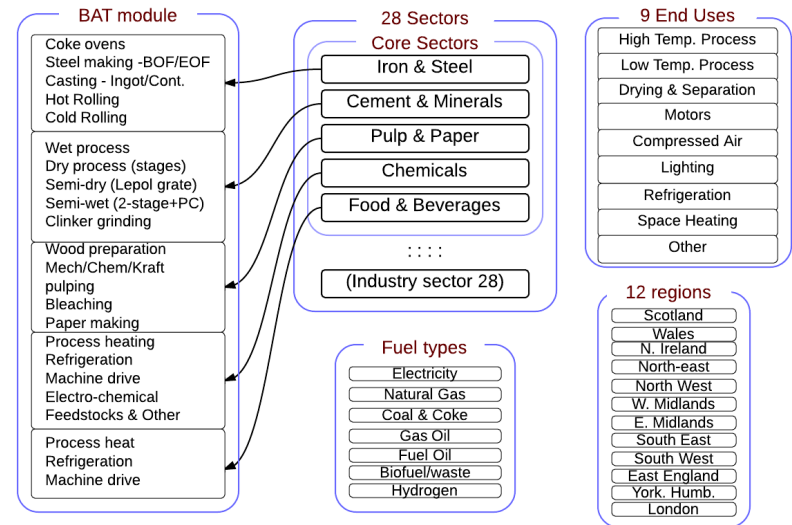 BAT module
Coke ovens
Steel making -BOF/EOF
Casting - Ingot/Cont.
Hot Rolling
Cold Rolling
Wet process
Dry process (stages)
Semi-dry (Lepol grate)
Semi-wet (2-stage+PC)
Clinker grinding
Wood preparation
Mech/Chem/Kraft
pulping
Bleaching
Paper making
Process heating
Refrigeration
Machine drive
Electro-chemical
Feedstocks & Other
Process heat
Refrigeration
Machine drive
28 Sectors
Core Sectors
Iron & Steel
Cement & Minerals
Pulp & Paper
Chemicals
Food & Beverages
: : : :
(Industry sector 28)
Fuel types
Electricity
Natural Gas
Coal & Coke
Gas Oil
Fuel Oil
Biofuel/waste
Hydrogen
9 End Uses
High Temp. Process
Low Temp. Process
Drying & Separation
Motors
Compressed Air
Lighting
Refrigeration
Space Heating
Other
12 regions
Scotland
Wales
N. Ireland
North-east
North West
W. Midlands
E. Midlands
South East
South West
East England
York. Humb.
London